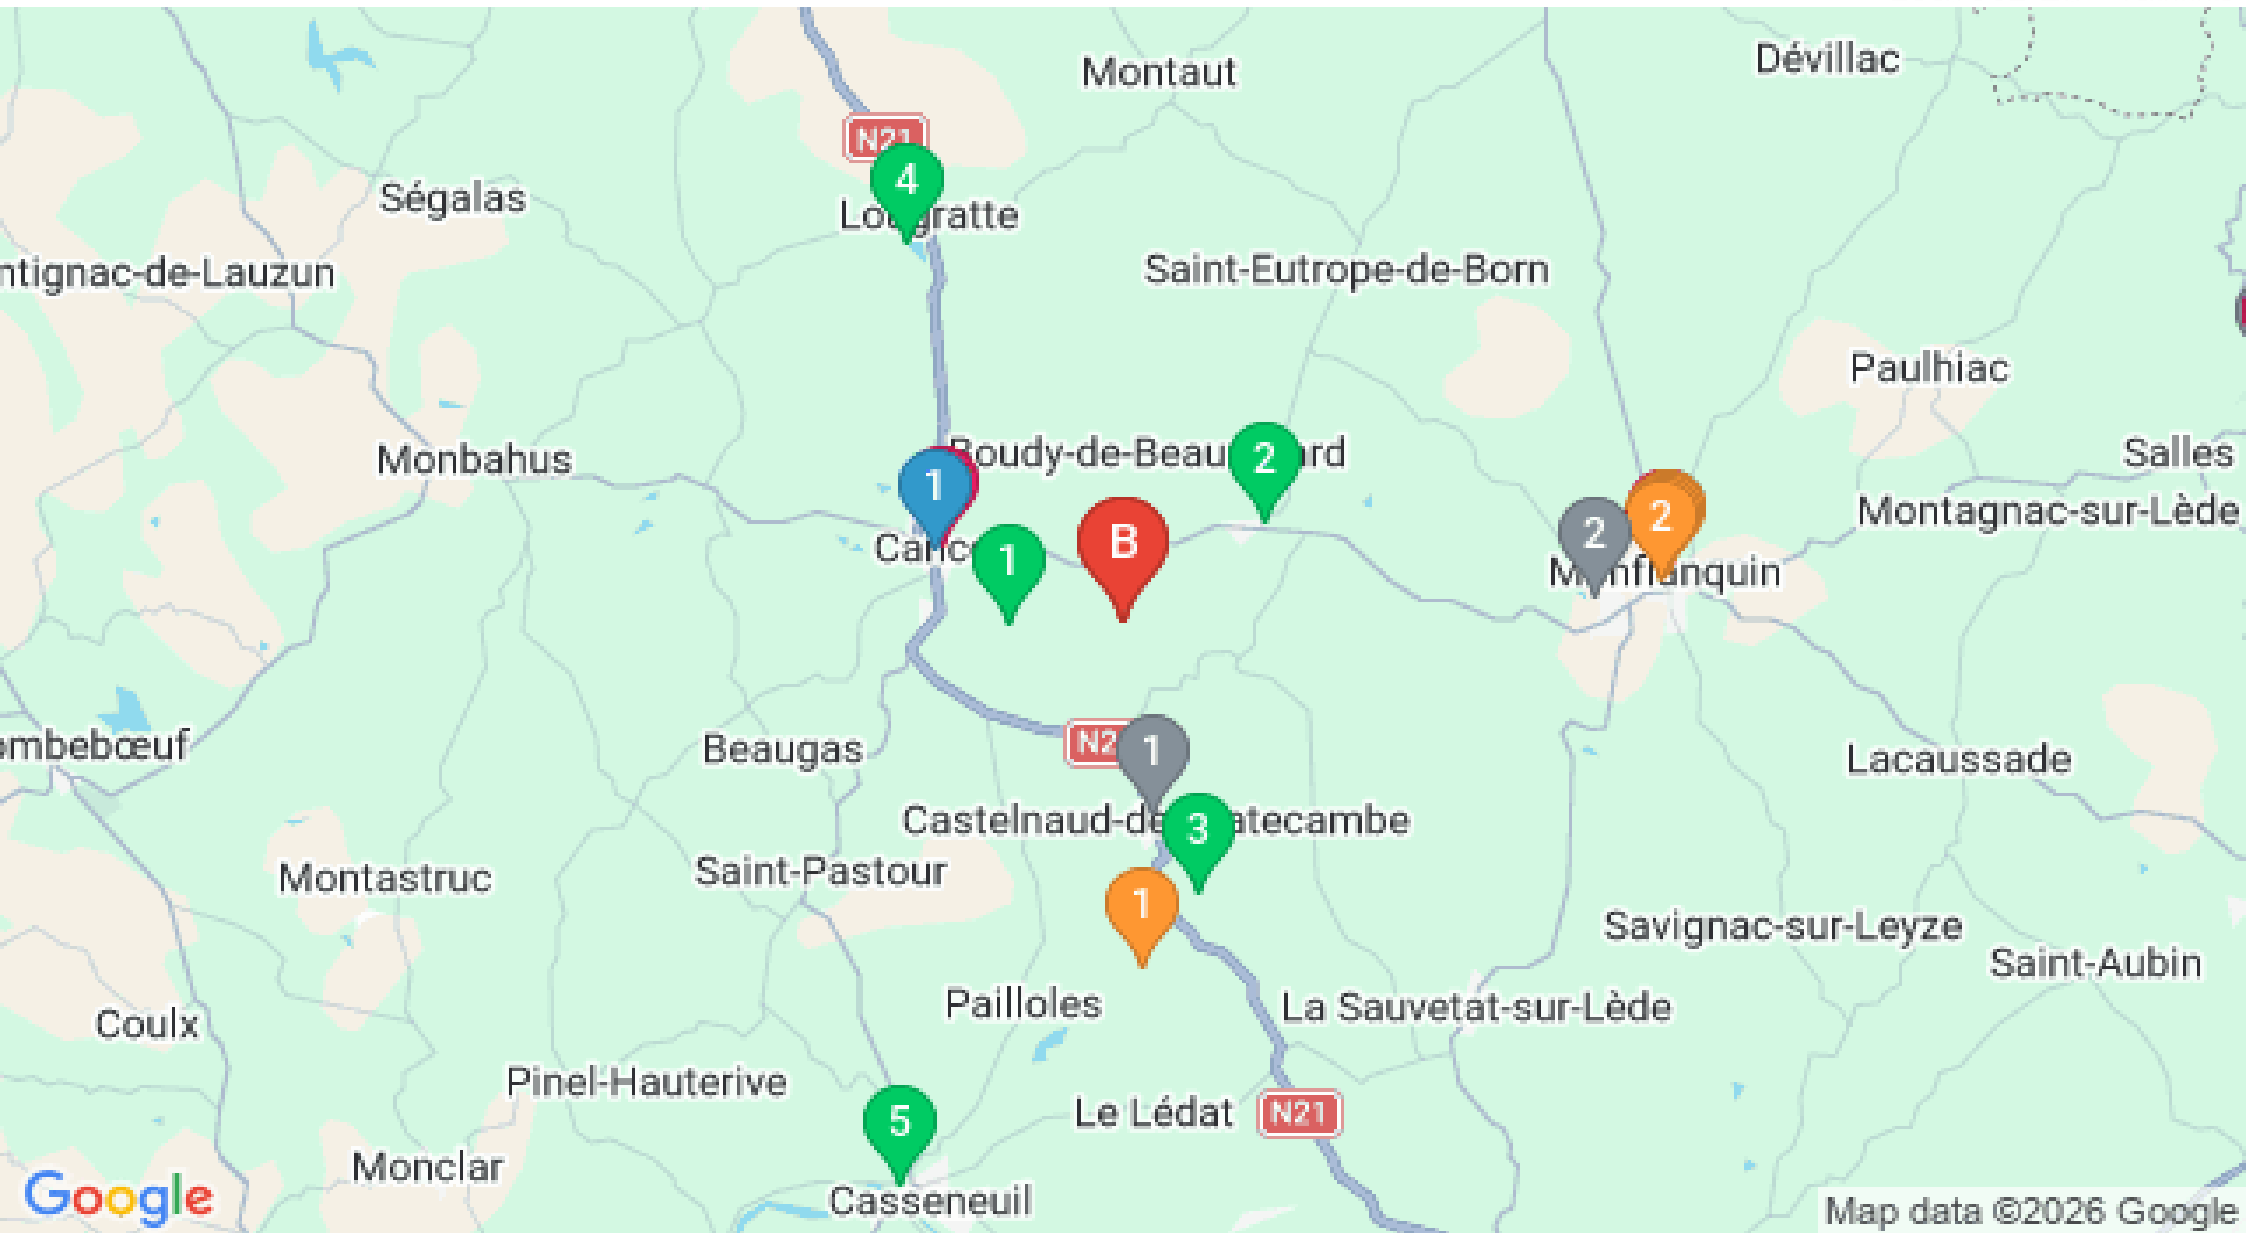 Montaut
Dévillac
N21
4
Ségalas
Saint-Eutrope-de-Born
ntignac-de-Lauzun
Paulhiac
Monbahus
2
Salles
1
Montagnac-sur-Lède
2
2
B
1
N2
1
ombebœuf
Beaugas
Lacaussade
3
Montastruc
Saint-Pastour
1
Savignac-sur-Leyze
Saint-Aubin
Pailloles
La Sauvetat-sur-Lède
Coulx
Pinel-Hauterive
Le Lédat
N21
5
Monclar
Casseneuil
Google
Map data ©2026 Google